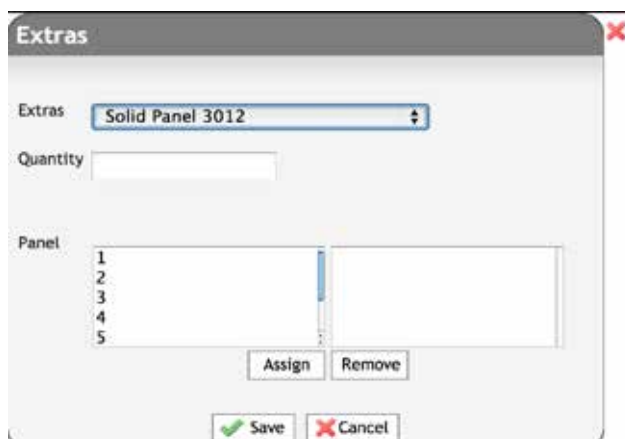 Extras
Extras Solid Panel 3012
Quantity
Panel
1
2
3
4
5
Assign Remove
Save Cancel